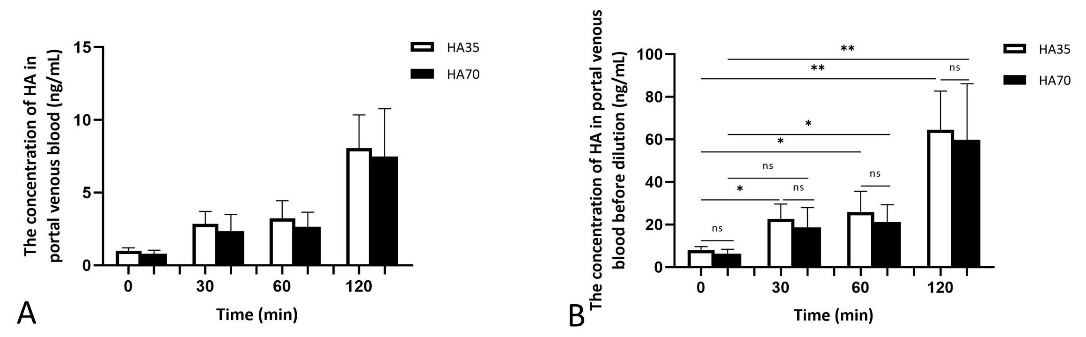 The concentration of HA in
portal venous blood (ng/mL)
15
10
5
0
0 30 60 120
Time (min)
HA35
HA70
A
The concentration of HA in portal venous
blood before dilution (ng/mL)
100
80
60
40
20
0
**
**
ns
*
*
ns
ns
*
ns
ns
0 30 60 120
Time (min)
HA35
HA70
B